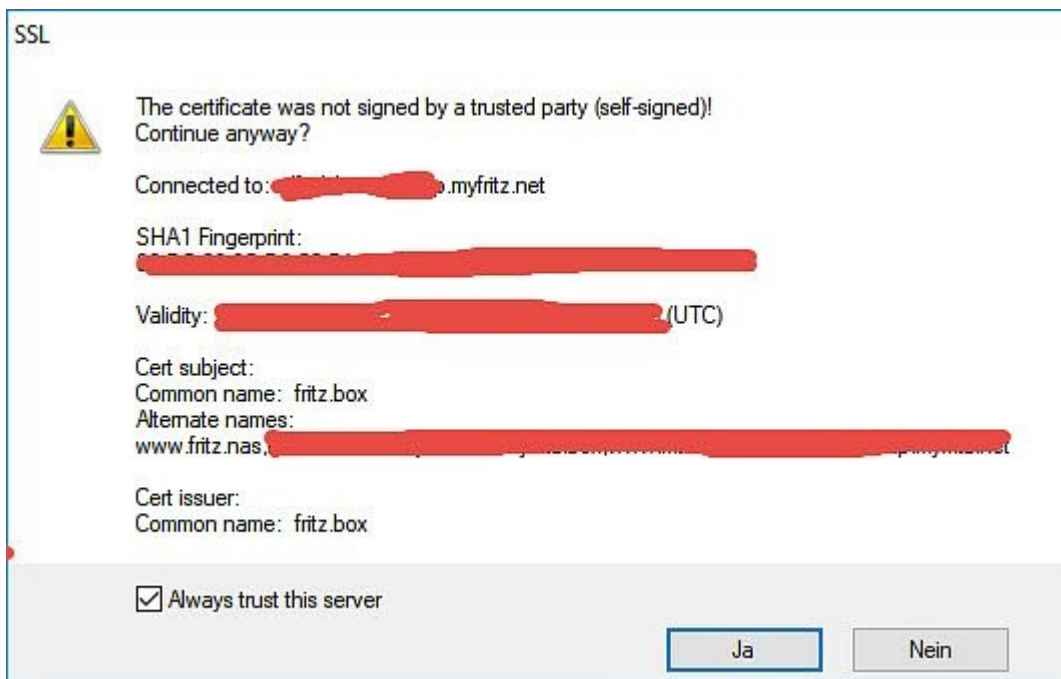 SSL
The certificate was not signed by a trusted party (self-signed)!
Continue anyway?
Connected to: .myfritz.net
SHA1 Fingerprint:
Validity: (UTC)
Cert subject:
Common name: fritz.box
Alternate names:
www.fritz.nas,
Cert issuer:
Common name: fritz.box
Always trust this server
Ja Nein